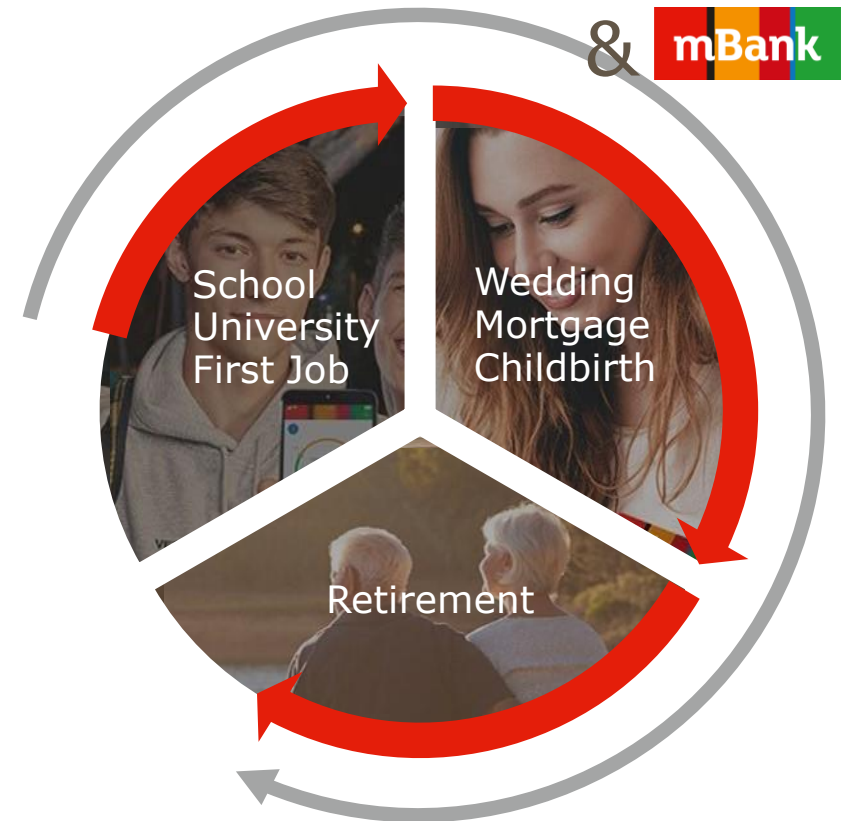 & mBank
School
University
First Job
Wedding
Mortgage
Childbirth
Retirement